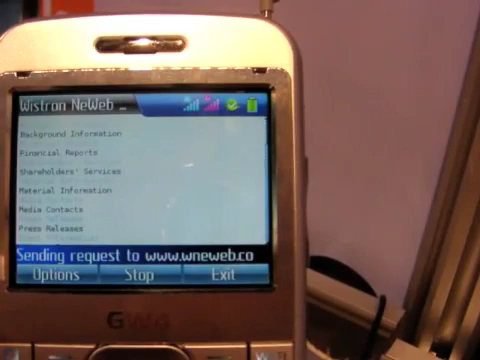 Wistron NeWeb _
Background Information
Financial Reports
Shareholders' Services
Material Information
Media Contacts
Press Releases
Sending request to www.wneweb.co
Options Stop Exit